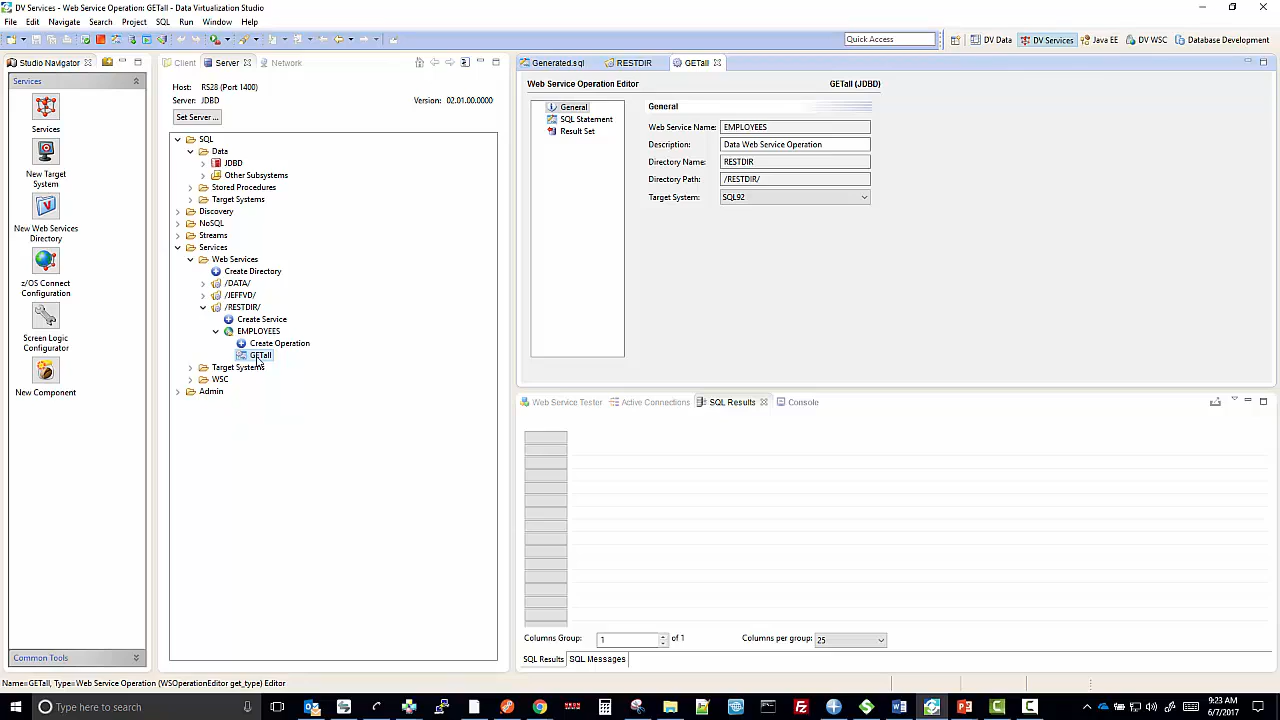 DV Services - Web Service Operation: GETall - Data Virtualization Studio
File Edit Navigate Search Project SQL Run Window Help
Quick Access
DV Data DV Services Java EE DV WSC Database Development
Studio Navigator
Services
Services
New Target
System
New Web Services
Directory
z/OS Connect
Configuration
Screen Logic
Configurator
New Component
Common Tools
Client Server Network
Host: RS28 (Port 1400)
Server: JDBD Version: 02.01.00.0000
Set Server ...
SQL
Data
JDBD
Other Subsystems
Stored Procedures
Target Systems
Discovery
NoSQL
Streams
Services
Web Services
Create Directory
/DATA/
/JEFFVD/
/RESTDIR/
Create Service
EMPLOYEES
Create Operation
GETall
Target Systems
WSC
Admin
Generated.sql RESTDIR GETall
Web Service Operation Editor GETall (JDBD)
General
SQL Statement
Result Set
General
Web Service Name: EMPLOYEES
Description: Data Web Service Operation
Directory Name: RESTDIR
Directory Path: /RESTDIR/
Target System: SQL92
Web Service Tester Active Connections SQL Results Console
Columns Group: 1 of 1 Columns per group: 25
SQL Results SQL Messages
Name=GETall, Type=Web Service Operation (WSOperationEditor get_type) Editor
Type here to search
9:23 AM
6/7/2017